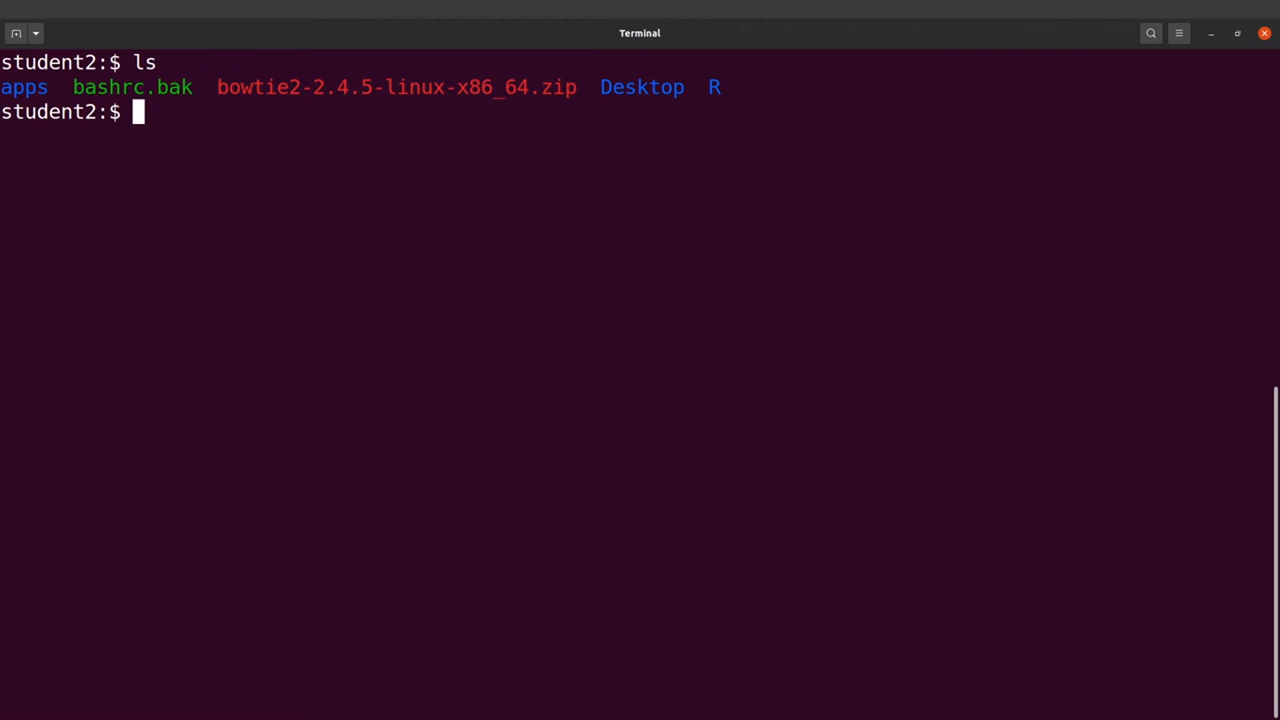 Terminal
student2:$ ls
apps  bashrc.bak  bowtie2-2.4.5-linux-x86_64.zip  Desktop  R
student2:$